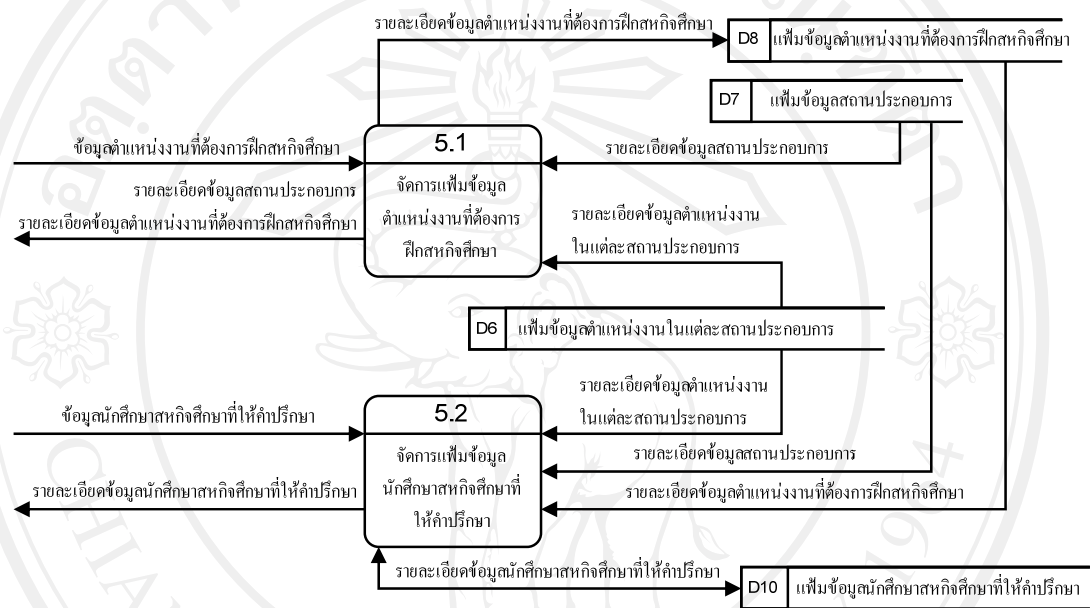 รายละเอียดข้อมูลตำแหน่งงานที่ต้องการฝึกสหกิจศึกษา
D8 แฟ้มข้อมูลตำแหน่งงานที่ต้องการฝึกสหกิจศึกษา
D7 แฟ้มข้อมูลสถานประกอบการ
ข้อมูลตำแหน่งงานที่ต้องการฝึกสหกิจศึกษา
5.1
รายละเอียดข้อมูลสถานประกอบการ
รายละเอียดข้อมูลสถานประกอบการ
รายละเอียดข้อมูลตำแหน่งงานที่ต้องการฝึกสหกิจศึกษา
จัดการแฟ้มข้อมูล
ตำแหน่งงานที่ต้องการ
ฝึกสหกิจศึกษา
รายละเอียดข้อมูลตำแหน่งงาน
ในแต่ละสถานประกอบการ
D6 แฟ้มข้อมูลตำแหน่งงานในแต่ละสถานประกอบการ
รายละเอียดข้อมูลตำแหน่งงาน
ในแต่ละสถานประกอบการ
ข้อมูลนักศึกษาสหกิจศึกษาที่ให้คำปรึกษา
5.2
รายละเอียดข้อมูลสถานประกอบการ
จัดการแฟ้มข้อมูล
นักศึกษาสหกิจศึกษาที่
ให้คำปรึกษา
รายละเอียดข้อมูลนักศึกษาสหกิจศึกษาที่ให้คำปรึกษา
รายละเอียดข้อมูลตำแหน่งงานที่ต้องการฝึกสหกิจศึกษา
รายละเอียดข้อมูลนักศึกษาสหกิจศึกษาที่ให้คำปรึกษา
D10 แฟ้มข้อมูลนักศึกษาสหกิจศึกษาที่ให้คำปรึกษา
1964